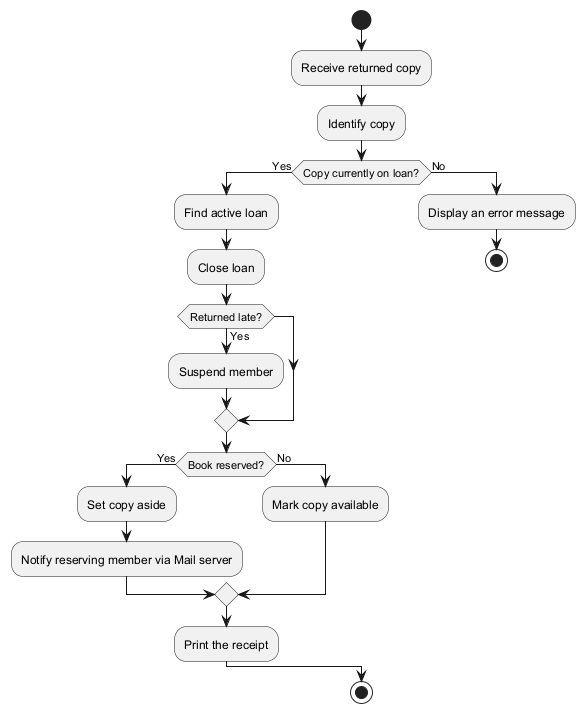 Receive returned copy
Identify copy
Yes
Copy currently on loan?
No
Find active loan
Display an error message
Close loan
Returned late?
Yes
Suspend member
Yes
Book reserved?
No
Set copy aside
Mark copy available
Notify reserving member via Mail server
Print the receipt